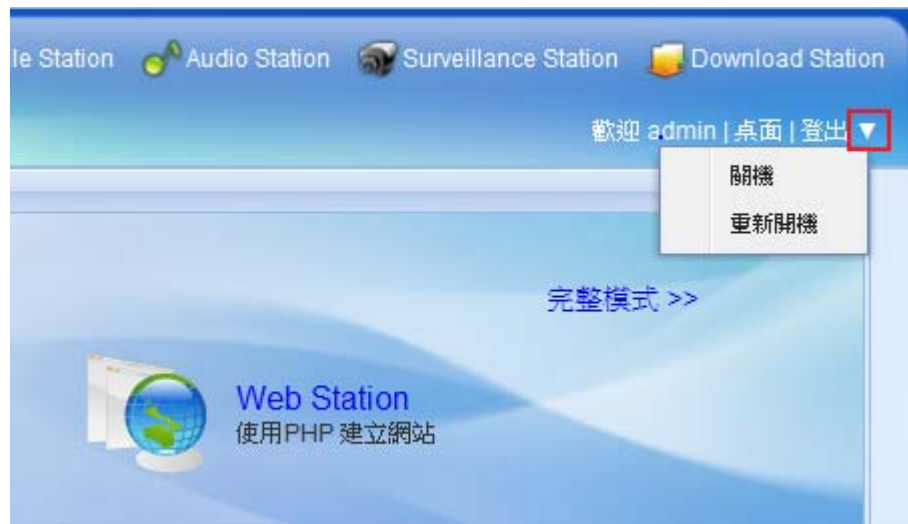 le Station Audio Station Surveillance Station Download Station
歡迎 admin | 桌面 | 登出 ▼
關機
重新開機
完整模式 >>
Web Station
使用PHP 建立網站